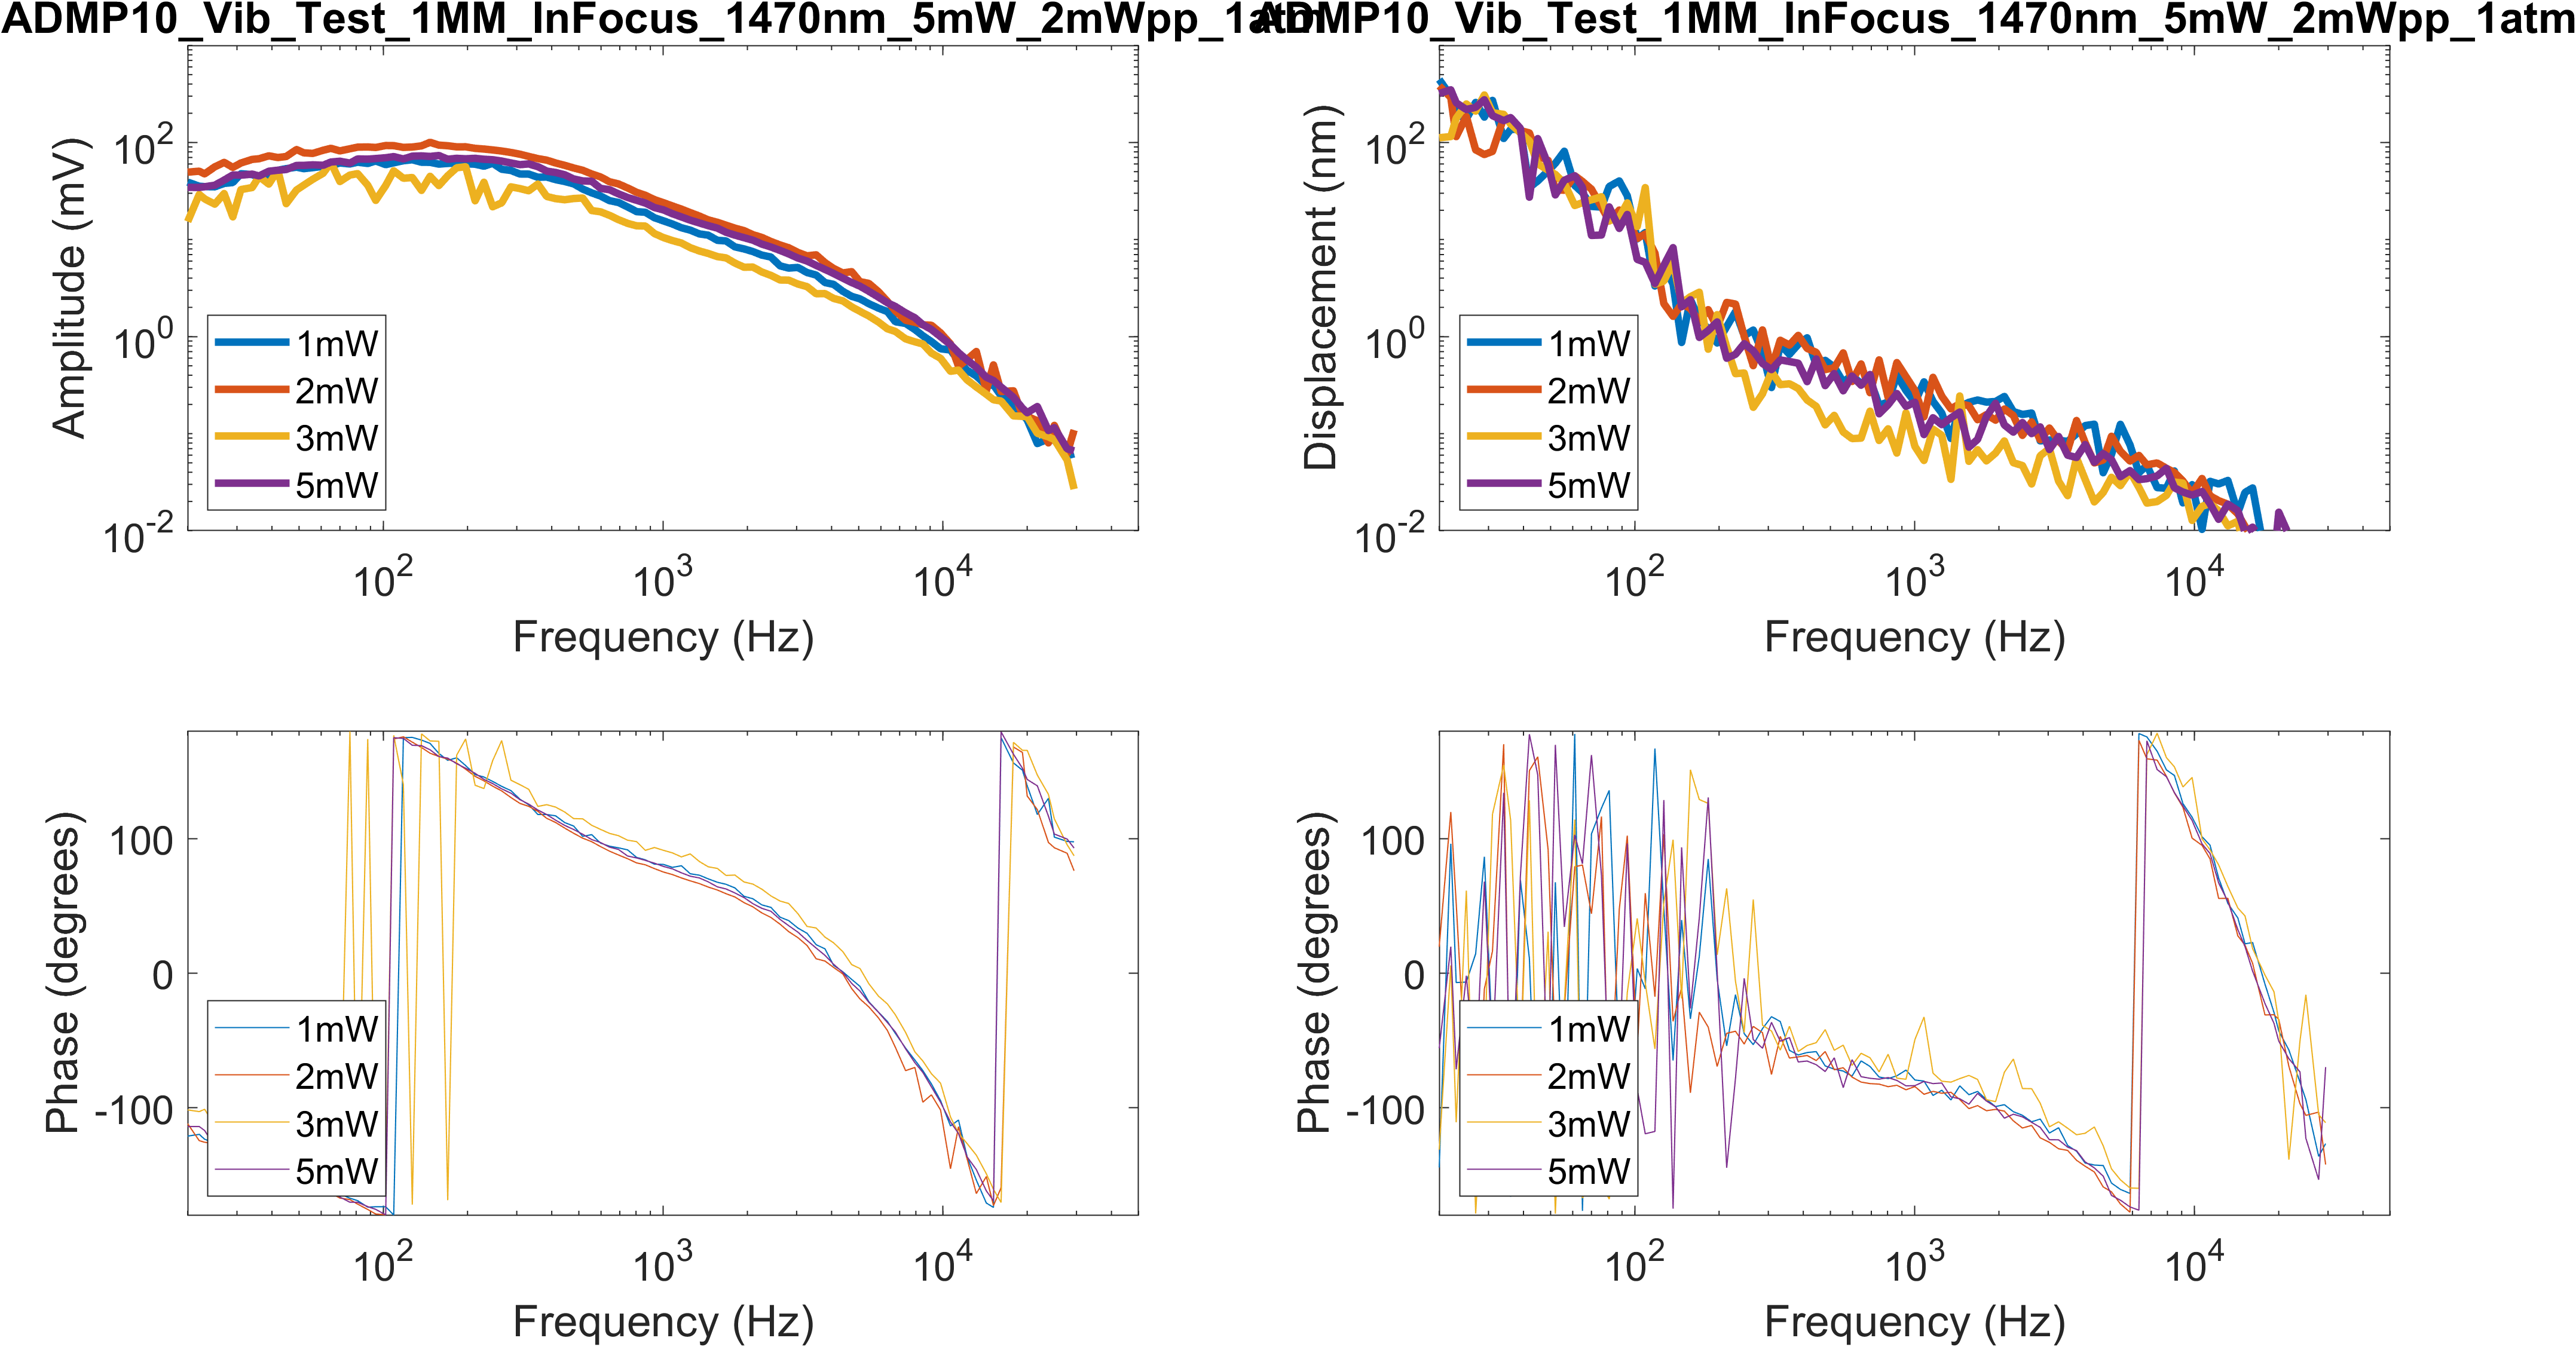 ADMP10_Vib_Test_1MM_InFocus_1470nm_5mW_2mWpp_1atm
Amplitude (mV)
10^2
10^0
10^-2
1mW
2mW
3mW
5mW
10^2 10^3 10^4
Frequency (Hz)
ADMP10_Vib_Test_1MM_InFocus_1470nm_5mW_2mWpp_1atm
Displacement (nm)
10^2
10^0
10^-2
1mW
2mW
3mW
5mW
10^2 10^3 10^4
Frequency (Hz)
Phase (degrees)
100
0
-100
1mW
2mW
3mW
5mW
10^2 10^3 10^4
Frequency (Hz)
Phase (degrees)
100
0
-100
1mW
2mW
3mW
5mW
10^2 10^3 10^4
Frequency (Hz)